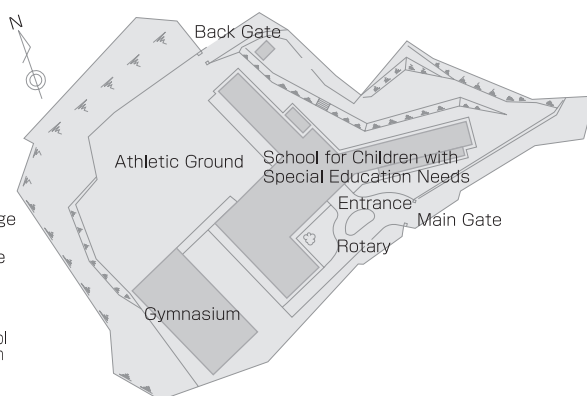 N
Back Gate
Athletic Ground
School for Children with
Special Education Needs
Entrance
Main Gate
Rotary
Gymnasium